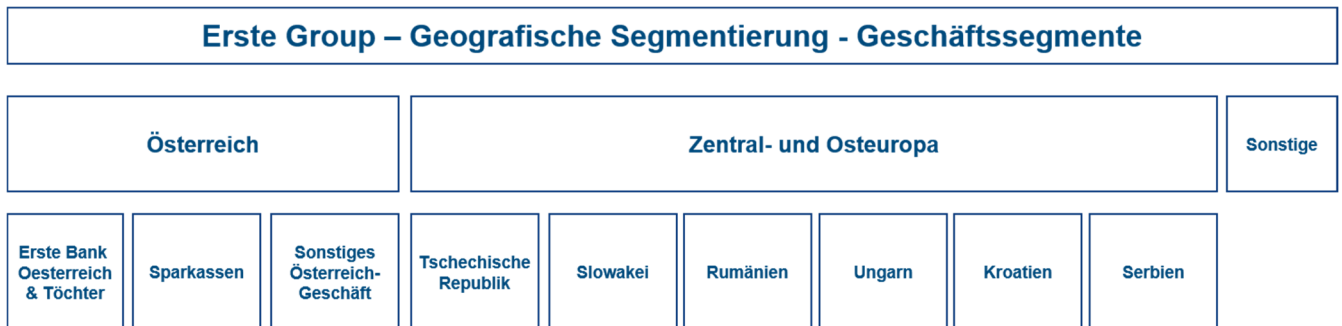 Erste Group – Geografische Segmentierung - Geschäftssegmente
Österreich
Zentral- und Osteuropa
Sonstige
Erste Bank
Oesterreich
& Töchter
Sparkassen
Sonstiges
Österreich-
Geschäft
Tschechische
Republik
Slowakei
Rumänien
Ungarn
Kroatien
Serbien